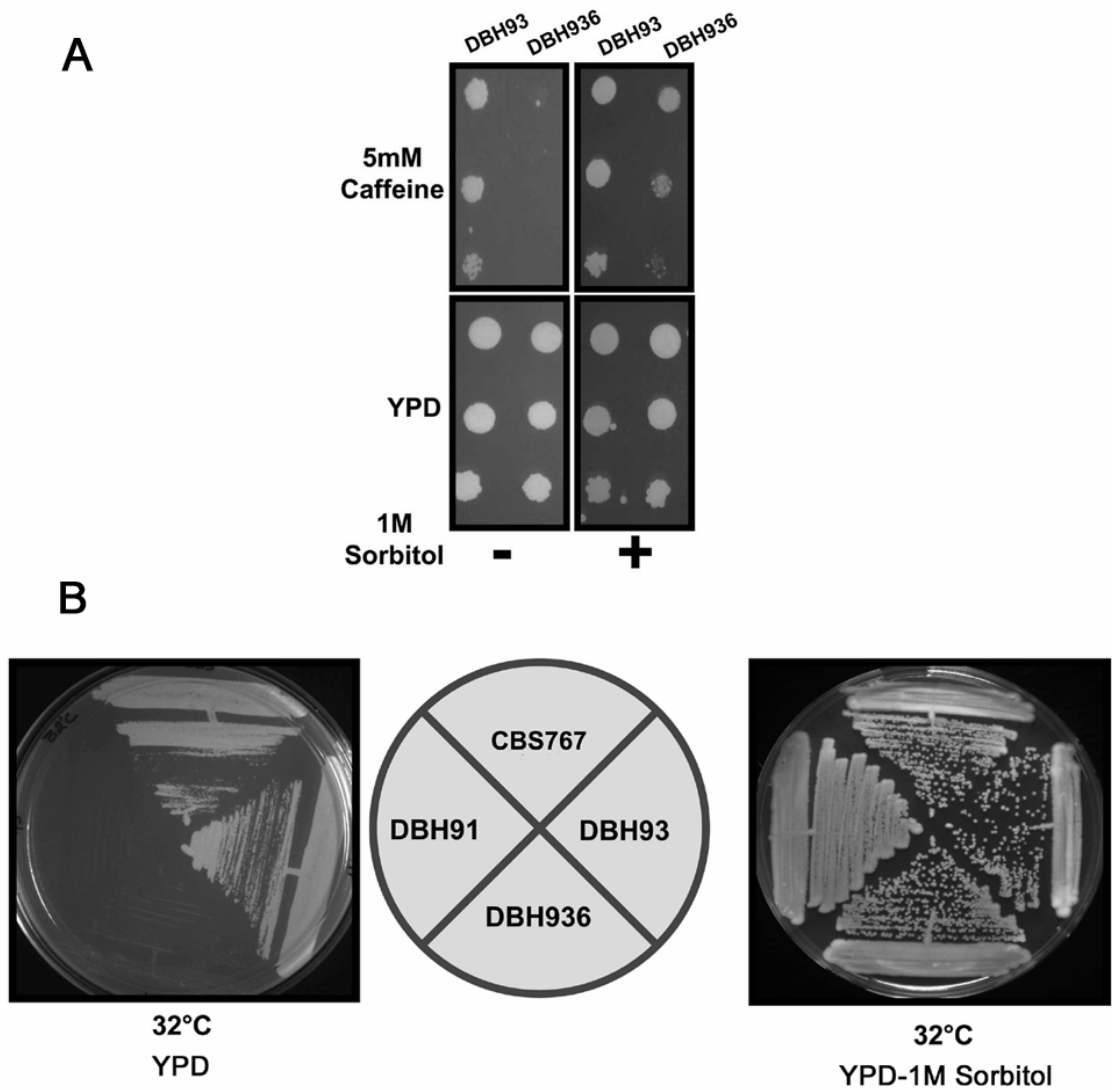 A
DBH93 DBH936 DBH93 DBH936
5mM
Caffeine
YPD
1M
Sorbitol - +
B
32°C
CBS767
DBH91 DBH93
DBH936
32°C
YPD
32°C
YPD-1M Sorbitol